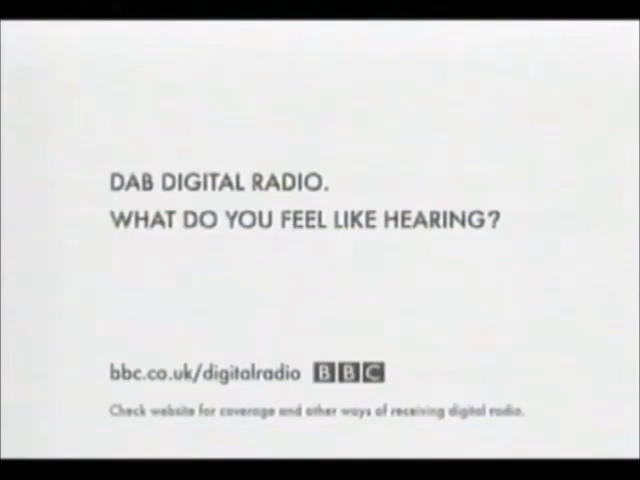 DAB DIGITAL RADIO.
WHAT DO YOU FEEL LIKE HEARING?
bbc.co.uk/digitalradio BBC
Check website for coverage and other ways of receiving digital radio.